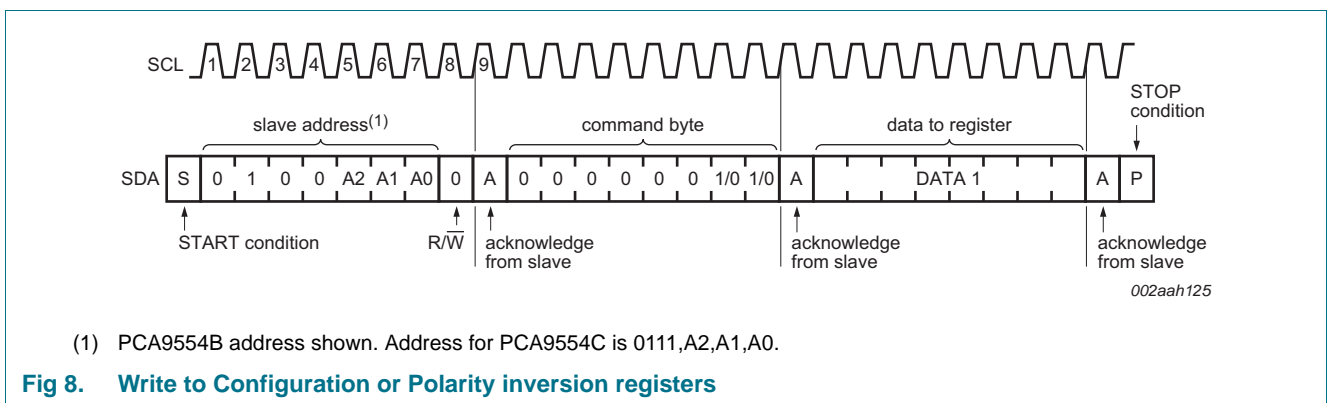 SCL 1 2 3 4 5 6 7 8 9
STOP
condition
slave address(1) command byte data to register
SDA S 0 1 0 0 A2 A1 A0 0 A 0 0 0 0 0 0 1/0 1/0 A DATA 1 A P
START condition R/W acknowledge
from slave acknowledge
from slave acknowledge
from slave
002aah125
(1) PCA9554B address shown. Address for PCA9554C is 0111,A2,A1,A0.
Fig 8. Write to Configuration or Polarity inversion registers